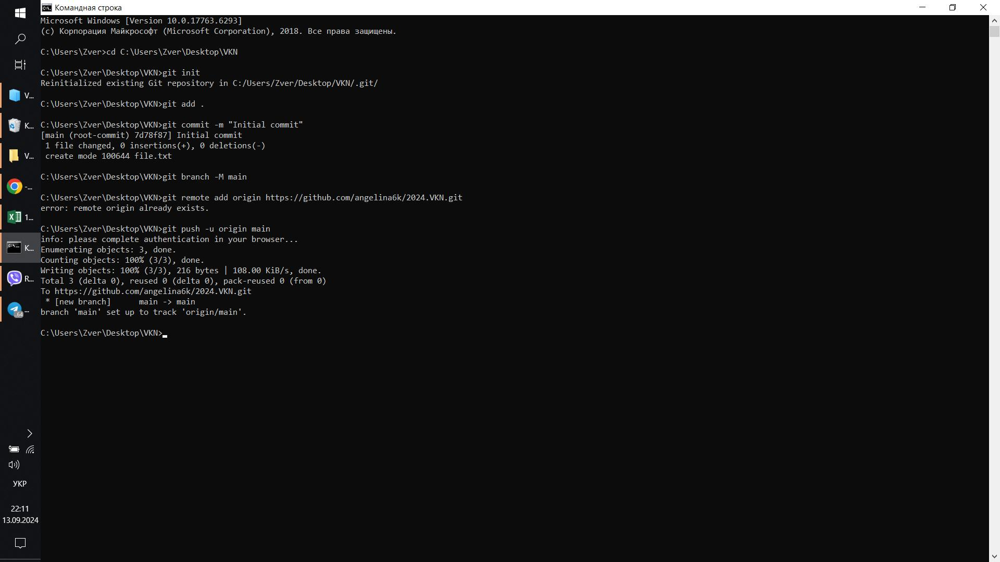 Командная строка
Microsoft Windows [Version 10.0.17763.6293]
(c) Корпорация Майкрософт (Microsoft Corporation), 2018. Все права защищены.
C:\Users\Zver>cd C:\Users\Zver\Desktop\VKN
C:\Users\Zver\Desktop\VKN>git init
Reinitialized existing Git repository in C:/Users/Zver/Desktop/VKN/.git/
C:\Users\Zver\Desktop\VKN>git add .
C:\Users\Zver\Desktop\VKN>git commit -m "Initial commit"
[main (root-commit) 7d78f87] Initial commit
 1 file changed, 0 insertions(+), 0 deletions(-)
 create mode 100644 file.txt
C:\Users\Zver\Desktop\VKN>git branch -M main
C:\Users\Zver\Desktop\VKN>git remote add origin https://github.com/angelina6k/2024.VKN.git
error: remote origin already exists.
C:\Users\Zver\Desktop\VKN>git push -u origin main
info: please complete authentication in your browser...
Enumerating objects: 3, done.
Counting objects: 100% (3/3), done.
Writing objects: 100% (3/3), 216 bytes | 108.00 KiB/s, done.
Total 3 (delta 0), reused 0 (delta 0), pack-reused 0 (from 0)
To https://github.com/angelina6k/2024.VKN.git
 * [new branch]      main -> main
branch 'main' set up to track 'origin/main'.
C:\Users\Zver\Desktop\VKN>
V...
K...
V...
-...
1...
K...
R...
...
..64
УКР
22:11
13.09.2024